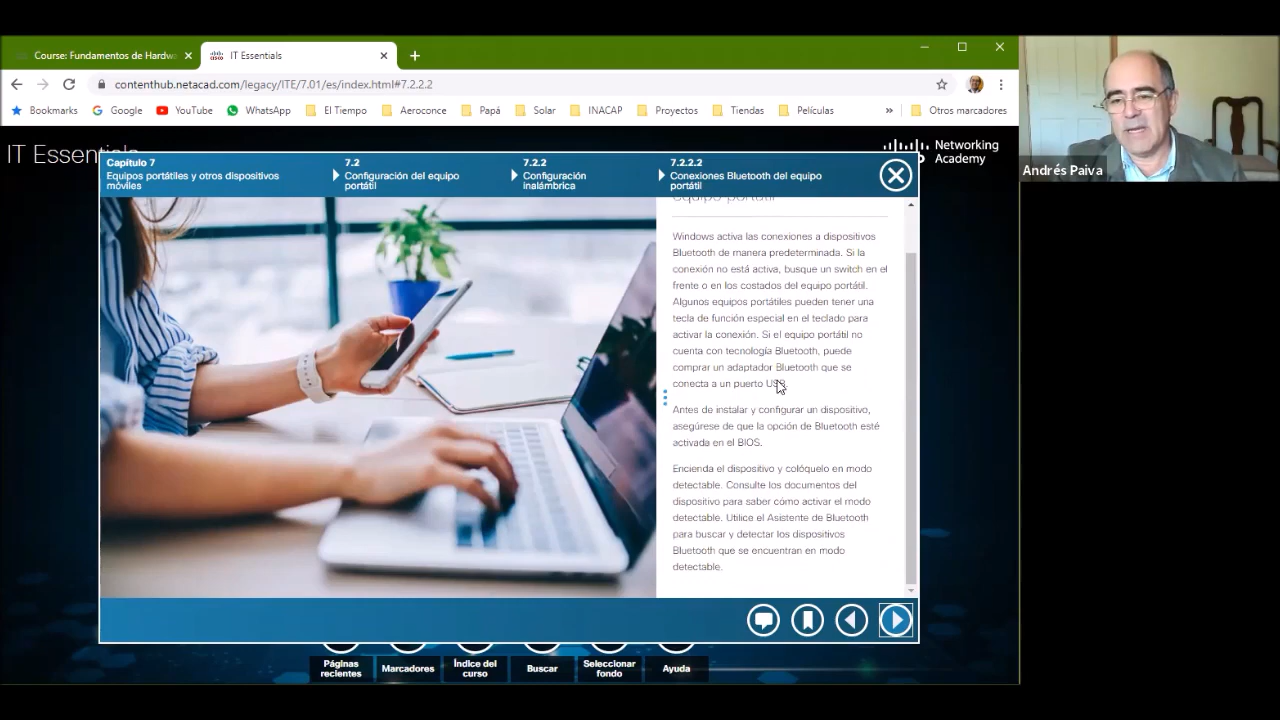 Course: Fundamentos de Hardw
IT Essentials
contenthub.netacad.com/legacy/ITE/7.01/es/index.html#7.2.2.2
Bookmarks
Google
YouTube
WhatsApp
El Tiempo
Aeroconce
Papá
Solar
INACAP
Proyectos
Tiendas
Películas
»
Otros marcadores
IT Essentials
CISCO
Networking
Academy
Andrés Paiva
Capítulo 7
Equipos portátiles y otros dispositivos
móviles
7.2
Configuración del equipo
portátil
7.2.2
Configuración
inalámbrica
7.2.2.2
Conexiones Bluetooth del equipo
portátil
equipo portátil
Windows activa las conexiones a dispositivos
Bluetooth de manera predeterminada. Si la
conexión no está activa, busque un switch en el
frente o en los costados del equipo portátil.
Algunos equipos portátiles pueden tener una
tecla de función especial en el teclado para
activar la conexión. Si el equipo portátil no
cuenta con tecnología Bluetooth, puede
comprar un adaptador Bluetooth que se
conecta a un puerto USB.
Antes de instalar y configurar un dispositivo,
asegúrese de que la opción de Bluetooth esté
activada en el BIOS.
Encienda el dispositivo y colóquelo en modo
detectable. Consulte los documentos del
dispositivo para saber cómo activar el modo
detectable. Utilice el Asistente de Bluetooth
para buscar y detectar los dispositivos
Bluetooth que se encuentran en modo
detectable.
Páginas
recientes
Marcadores
Índice del
curso
Buscar
Seleccionar
fondo
Ayuda